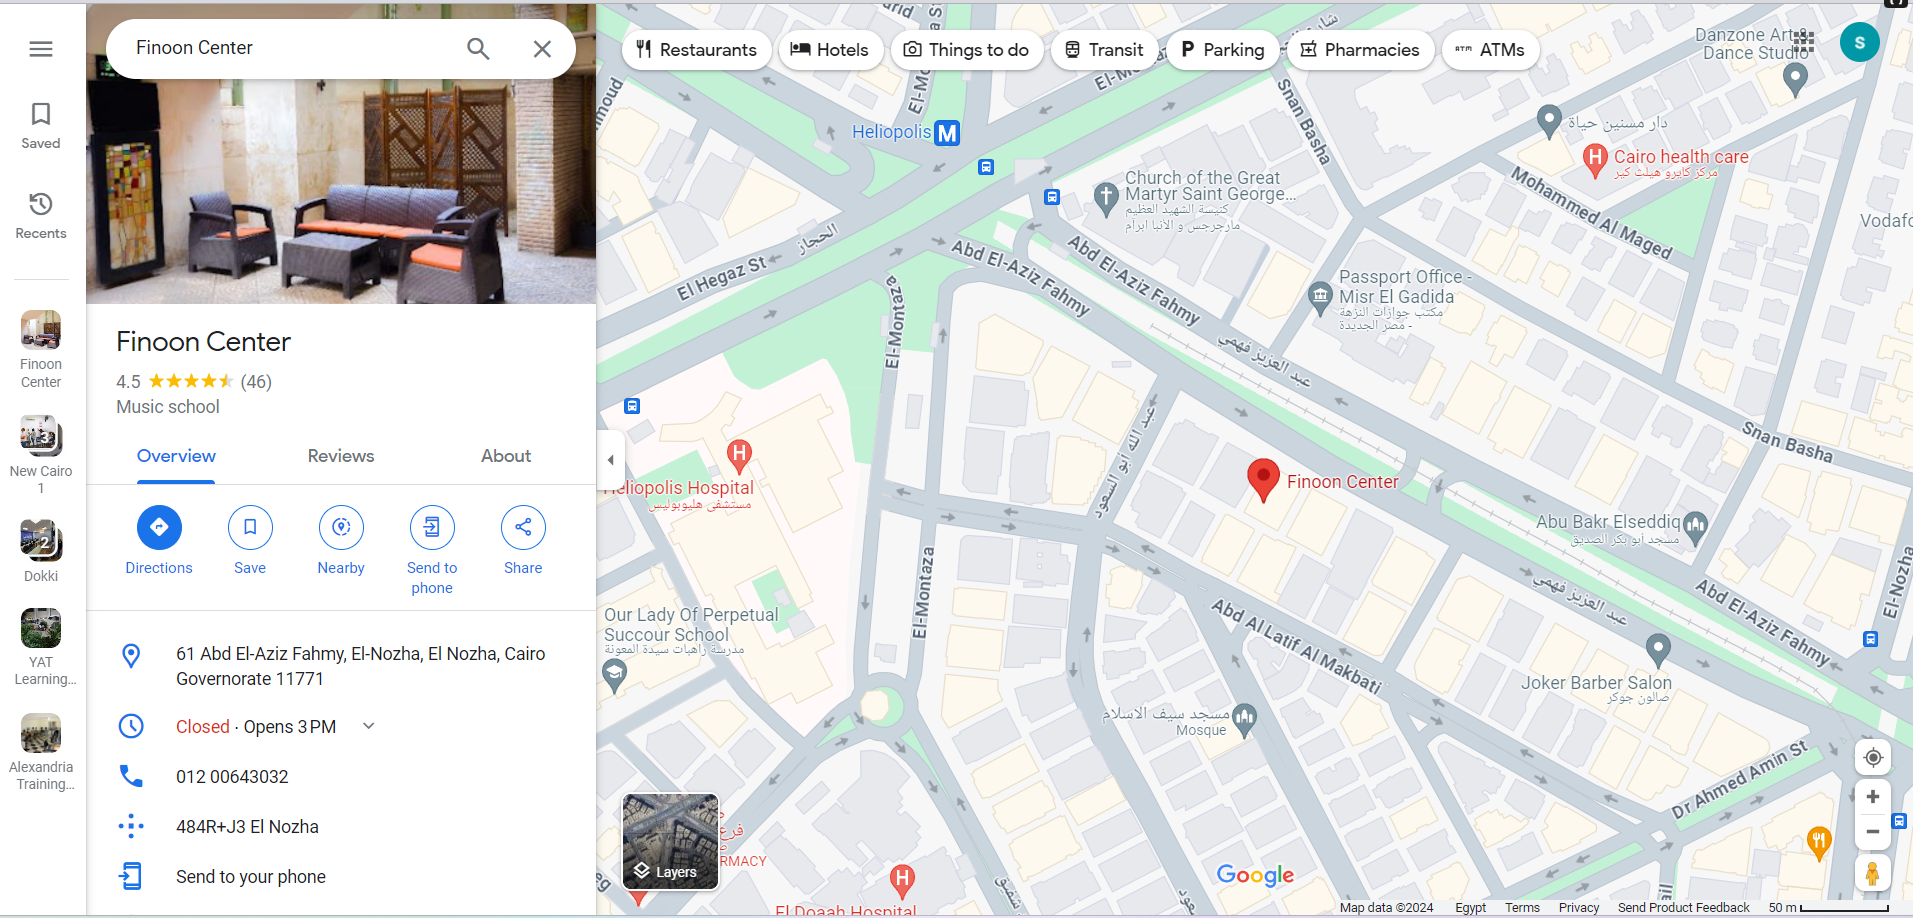 Finoon Center
Saved
Recents
Finoon
Center
3
New Cairo
1
2
Dokki
YAT
Learning...
Alexandria
Training...
Finoon Center
4.5
(46)
Music school
Overview
Reviews
About
Directions
Save
Nearby
Send to
phone
Share
61 Abd El-Aziz Fahmy, El-Nozha, El Nozha, Cairo
Governorate 11771
Closed · Opens 3 PM
012 00643032
484R+J3 El Nozha
Send to your phone
Restaurants
Hotels
Things to do
Transit
P Parking
Pharmacies
ATM ATMs
S
Danzone Art
Dance Studio
Heliopolis M
Snan Basha
دار مسنين حياة
H Cairo health care
مركز كايرو هيلث كير
Mohammed Al Maged
Church of the Great
Martyr Saint George...
كنيسة الشهيد العظيم
مارجرجس و الأنبا ابرام
Vodafo
El Hegaz St
الحجاز
Abd El-Aziz Fahmy
Abd El-Aziz Fahmy
Passport Office -
Misr El Gadida
مكتب جوازات النزهة
- مصر الجديدة
El-Montaza
عبد العزيز فهمي
Snan Basha
عبد الله ابو السعود
H
Heliopolis Hospital
مستشفى هليوبوليس
Finoon Center
Abu Bakr Elseddiq
مسجد ابو بكر الصديق
El-Nozha
El-Montaza
عبد العزيز فهمي
Abd El-Aziz Fahmy
Our Lady Of Perpetual
Succour School
مدرسة راهبات سيدة المعونة
Abd Al Latif Al Makbati
Joker Barber Salon
صالون جوكر
مسجد سيف الاسلام
Mosque
Dr Ahmed Amin St
فرع
RMACY
Layers
H
El Doaah Hospital
شفيق
Google
Map data ©2024
Egypt
Terms
Privacy
Send Product Feedback
50 m